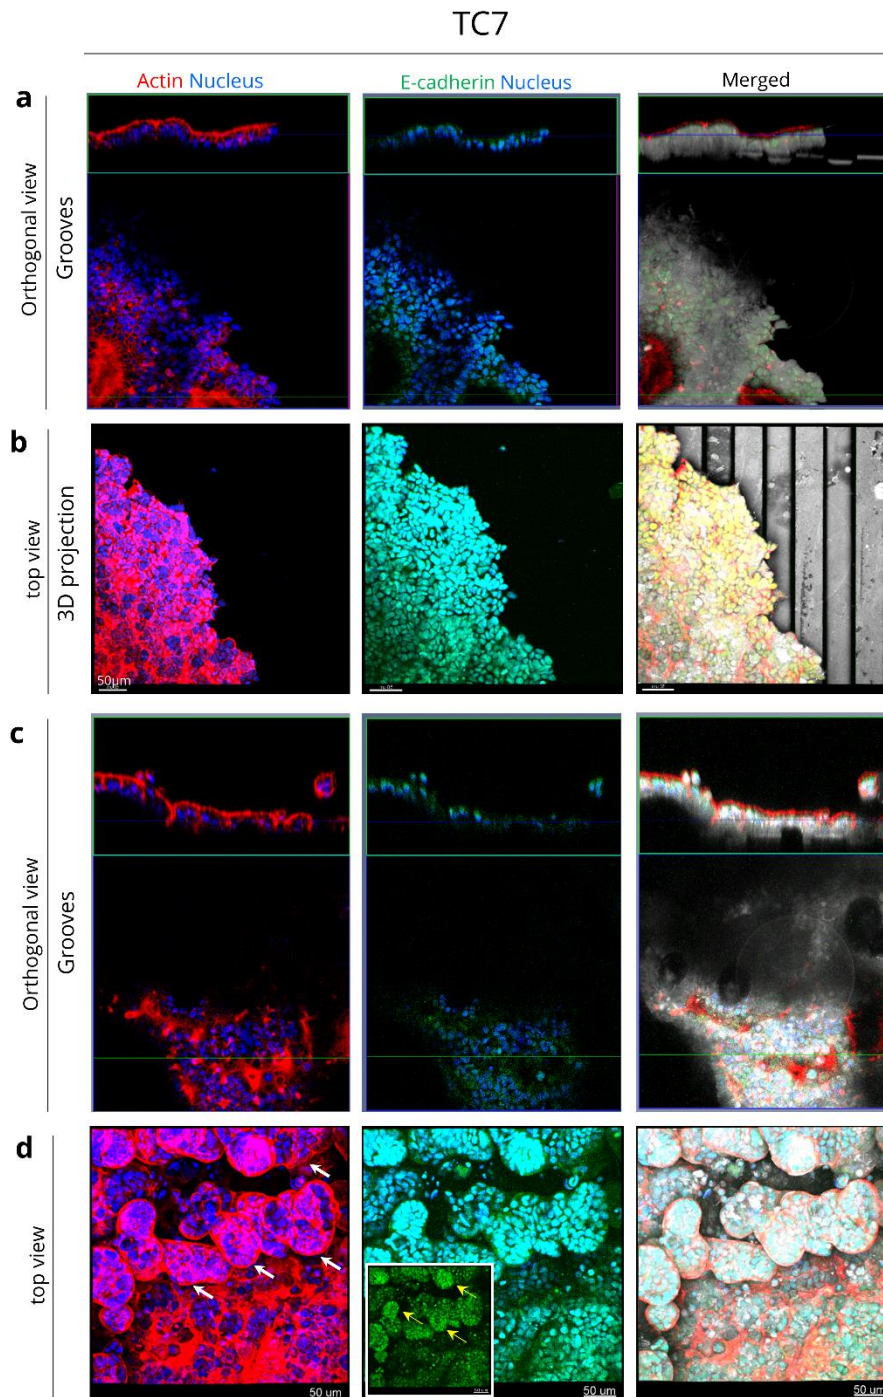 TC7
Actin Nucleus
E-cadherin Nucleus
Merged
a
Orthogonal view
Grooves
b
top view
3D projection
50µm
c
Orthogonal view
Grooves
d
top view
50 um
50 um
50 um